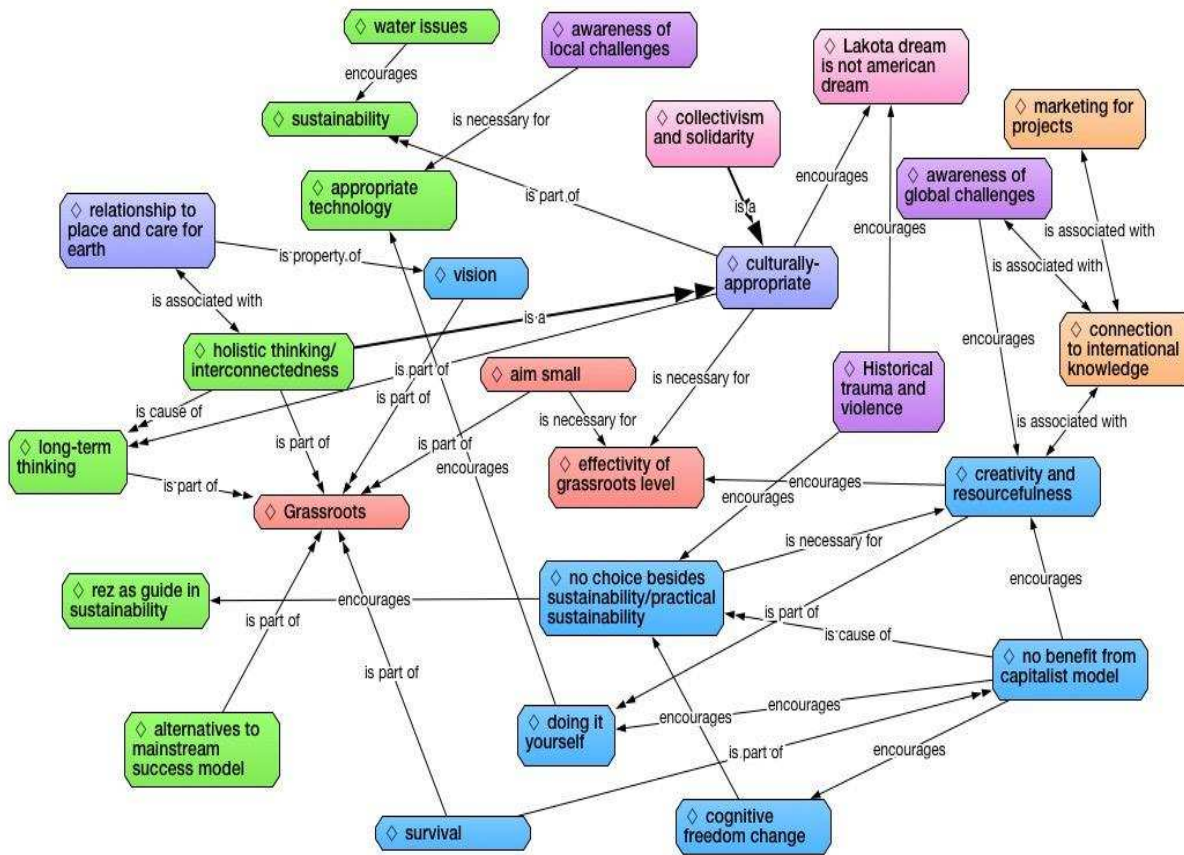 ◇ water issues
◇ awareness of
local challenges
◇ Lakota dream
is not american
dream
encourages
◇ sustainability
is necessary for
◇ collectivism
and solidarity
◇ marketing for
projects
encourages
◇ appropriate
technology
is part of
is a
◇ awareness of
global challenges
◇ relationship to
place and care for
earth
encourages
is associated with
is property of
◇ vision
◇ culturally-
appropriate
is associated with
is associated with
is a
◇ connection
to international
knowledge
encourages
◇ holistic thinking/
interconnectedness
is part of
◇ aim small
is necessary for
◇ Historical
trauma and
violence
is cause of
is part of
is necessary for
is associated with
◇ long-term
thinking
is part of
is part of
encourages
◇ effectivity of
grassroots level
◇ creativity and
resourcefulness
is part of
encourages
encourages
◇ Grassroots
is necessary for
◇ rez as guide in
sustainability
encourages
◇ no choice besides
sustainability/practical
sustainability
encourages
is part of
is part of
is cause of
◇ no benefit from
capitalist model
is part of
◇ alternatives to
mainstream
success model
◇ doing it
yourself
encourages
encourages
is part of
encourages
◇ survival
◇ cognitive
freedom change